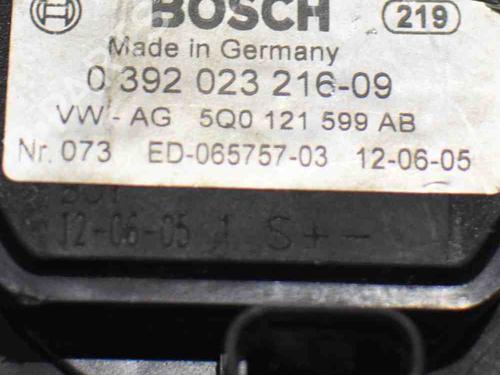 BOSCH 219
Made in Germany
0 392 023 216-09
VW - AG 5Q0 121 599 AB
Nr. 073 ED-065757-03 12-06-05
12-06-05 1 S + -